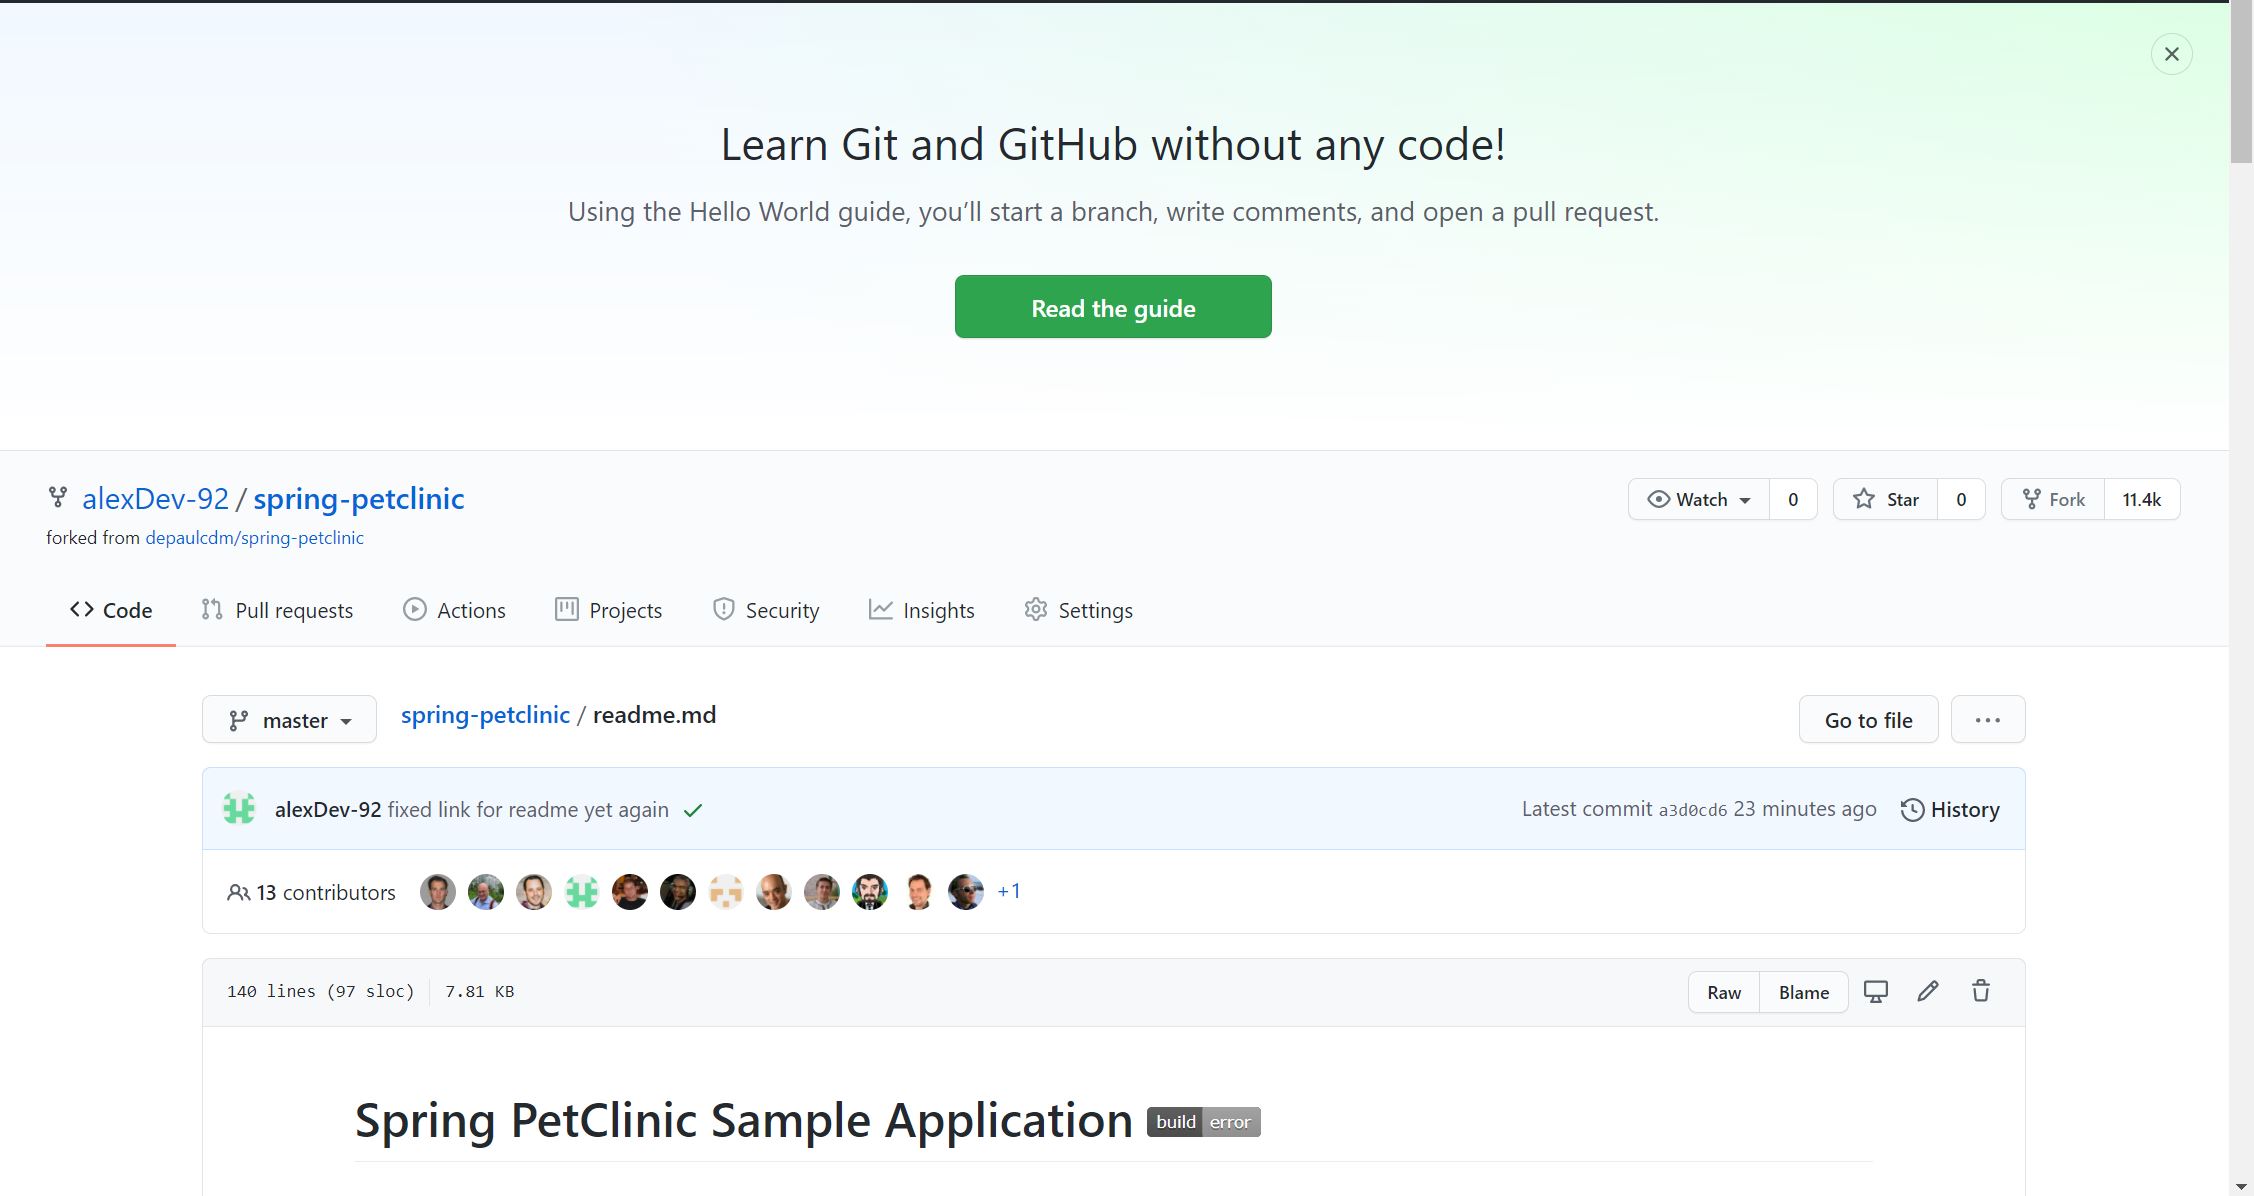 Learn Git and GitHub without any code!
Using the Hello World guide, you’ll start a branch, write comments, and open a pull request.
Read the guide
alexDev-92 / spring-petclinic
Watch 0 Star 0 Fork 11.4k
forked from depaulcdm/spring-petclinic
Code Pull requests Actions Projects Security Insights Settings
master spring-petclinic / readme.md Go to file ...
alexDev-92 fixed link for readme yet again Latest commit a3d0cd6 23 minutes ago History
13 contributors +1
140 lines (97 sloc) 7.81 KB Raw Blame
Spring PetClinic Sample Application build error